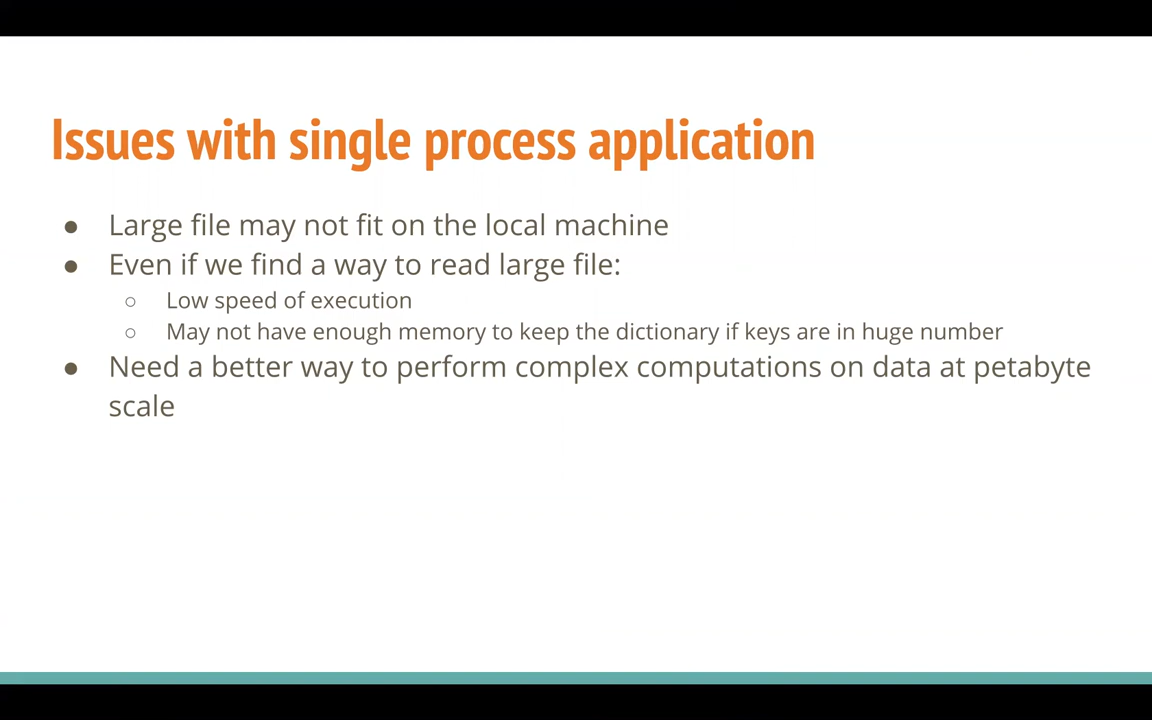 Issues with single process application
● Large file may not fit on the local machine
● Even if we find a way to read large file:
○ Low speed of execution
○ May not have enough memory to keep the dictionary if keys are in huge number
● Need a better way to perform complex computations on data at petabyte
scale